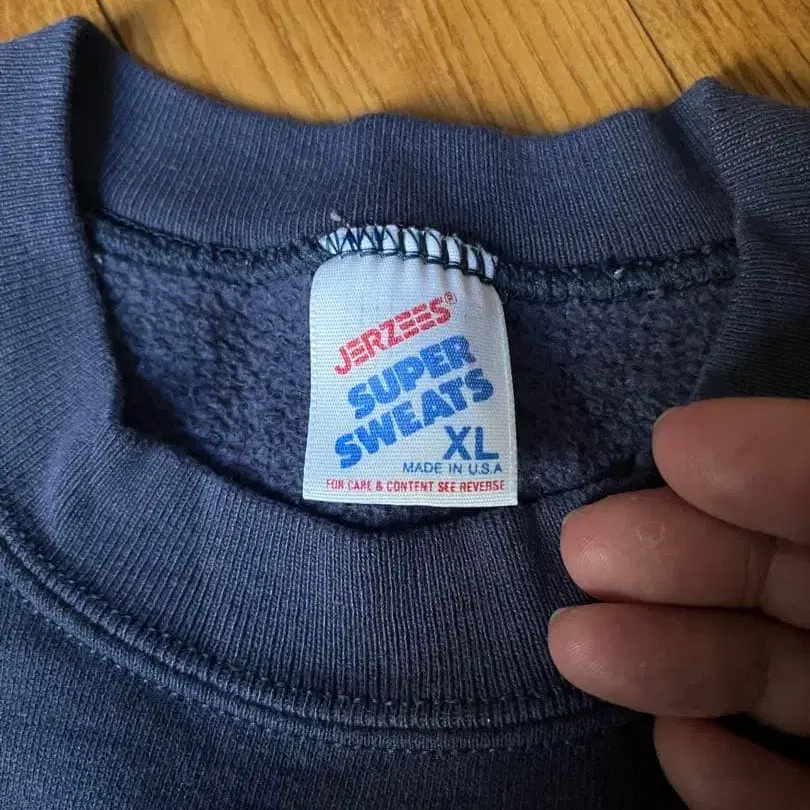 JERZEES®
SUPER
SWEATS
XL
MADE IN U.S.A
FOR CARE & CONTENT SEE REVERSE